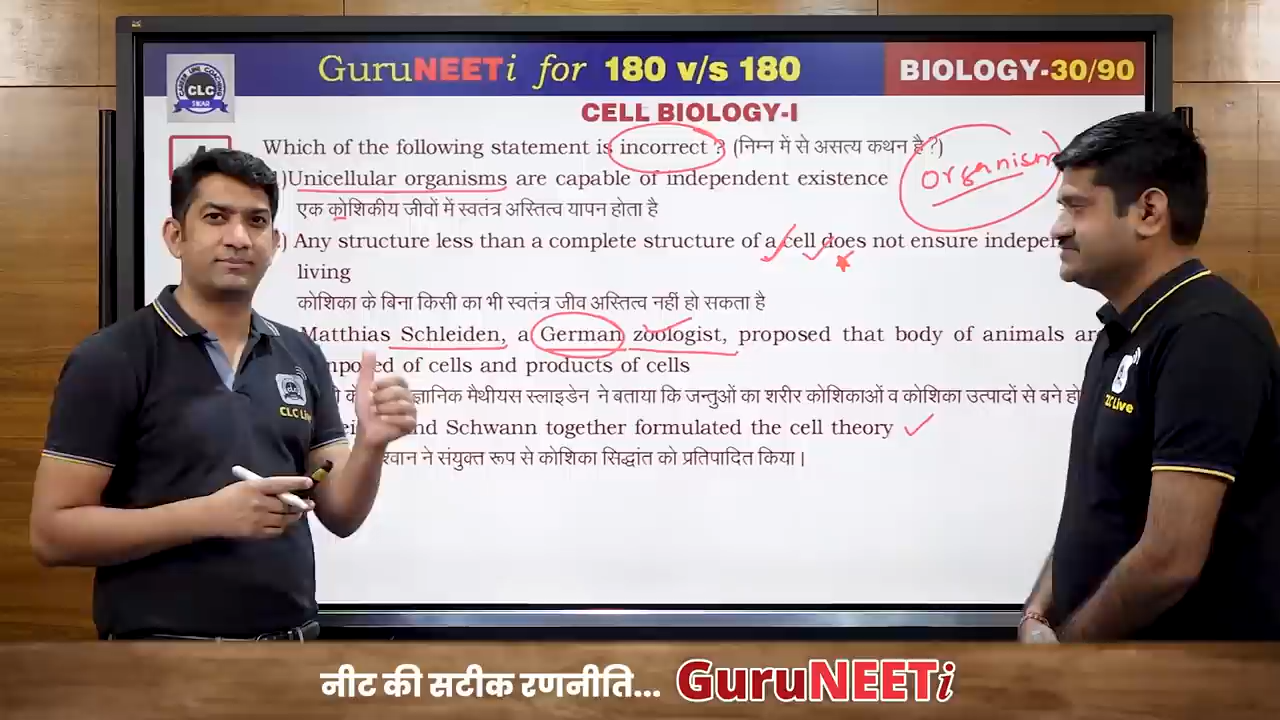 GuruNEETi for 180 v/s 180
BIOLOGY-30/90
CLC
SIKAR
CELL BIOLOGY-I
Which of the following statement is incorrect ? (निम्न में से असत्य कथन है ?)
organism
Unicellular organisms are capable of independent existence
एक कोशिकीय जीवों में स्वतंत्र अस्तित्व यापन होता है
Any structure less than a complete structure of a cell does not ensure indepe
living
कोशिका के बिना किसी का भी स्वतंत्र जीव अस्तित्व नहीं हो सकता है
Matthias Schleiden, a German zoologist, proposed that body of animals ar
of cells and products of cells
मैथीयस स्लाइडेन ने बताया कि जन्तुओं का शरीर कोशिकाओं व कोशिका उत्पादों से बने हो
and Schwann together formulated the cell theory
श्वान ने संयुक्त रूप से कोशिका सिद्धांत को प्रतिपादित किया |
CLC Live
CLC Live
नीट की सटीक रणनीति... GuruNEETi